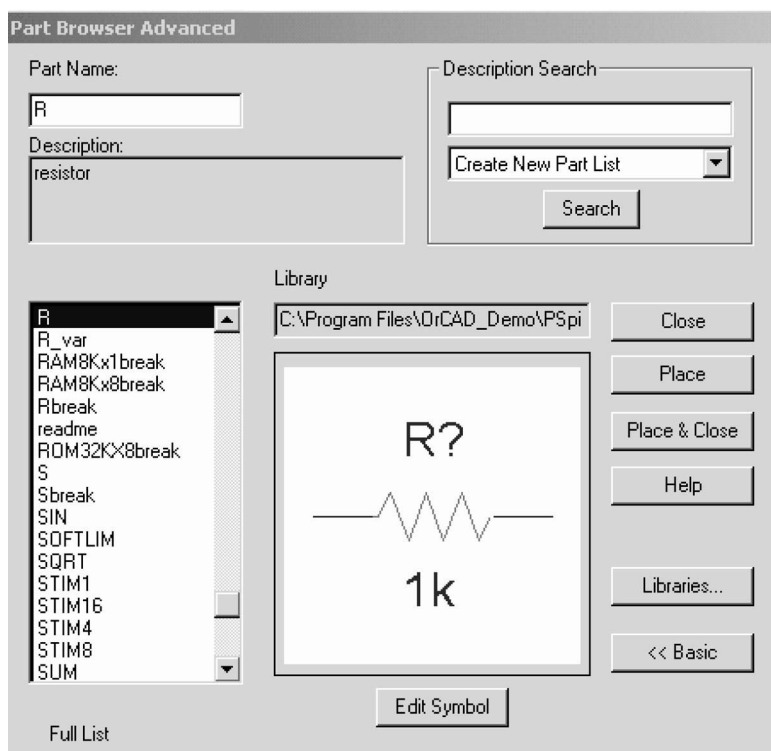 Part Browser Advanced
Part Name:
R
Description:
resistor
Description Search
Create New Part List
Search
Library
C:\Program Files\OrCAD_Demo\PSpi
R
R_var
RAM8Kx1break
RAM8Kx8break
Rbreak
readme
ROM32KX8break
S
Sbreak
SIN
SOFTLIM
SQRT
STIM1
STIM16
STIM4
STIM8
SUM
Full List
R?
1k
Edit Symbol
Close
Place
Place & Close
Help
Libraries...
<< Basic